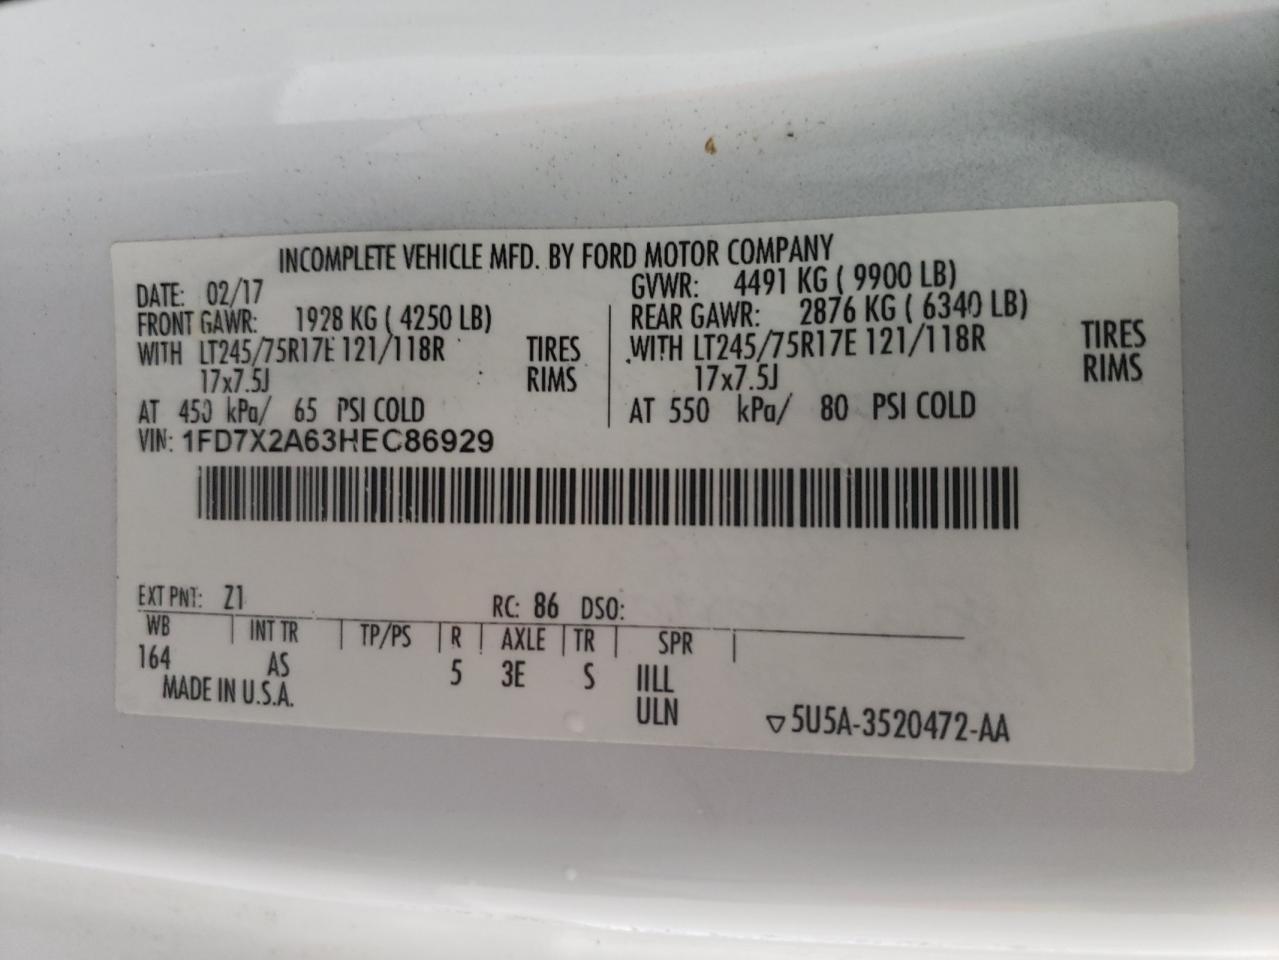 INCOMPLETE VEHICLE MFD. BY FORD MOTOR COMPANY
DATE: 02/17 GVWR: 4491 KG ( 9900 LB)
FRONT GAWR: 1928 KG ( 4250 LB) REAR GAWR: 2876 KG ( 6340 LB)
WITH LT245/75R17E 121/118R TIRES WITH LT245/75R17E 121/118R TIRES
17x7.5J RIMS 17x7.5J RIMS
AT 450 kPa/ 65 PSI COLD AT 550 kPa/ 80 PSI COLD
VIN: 1FD7X2A63HEC86929
EXT PNT: Z1 RC: 86 DSO:
WB INT TR TP/PS R AXLE TR SPR
164 AS 5 3E S IILL
MADE IN U.S.A. ULN 5U5A-3520472-AA